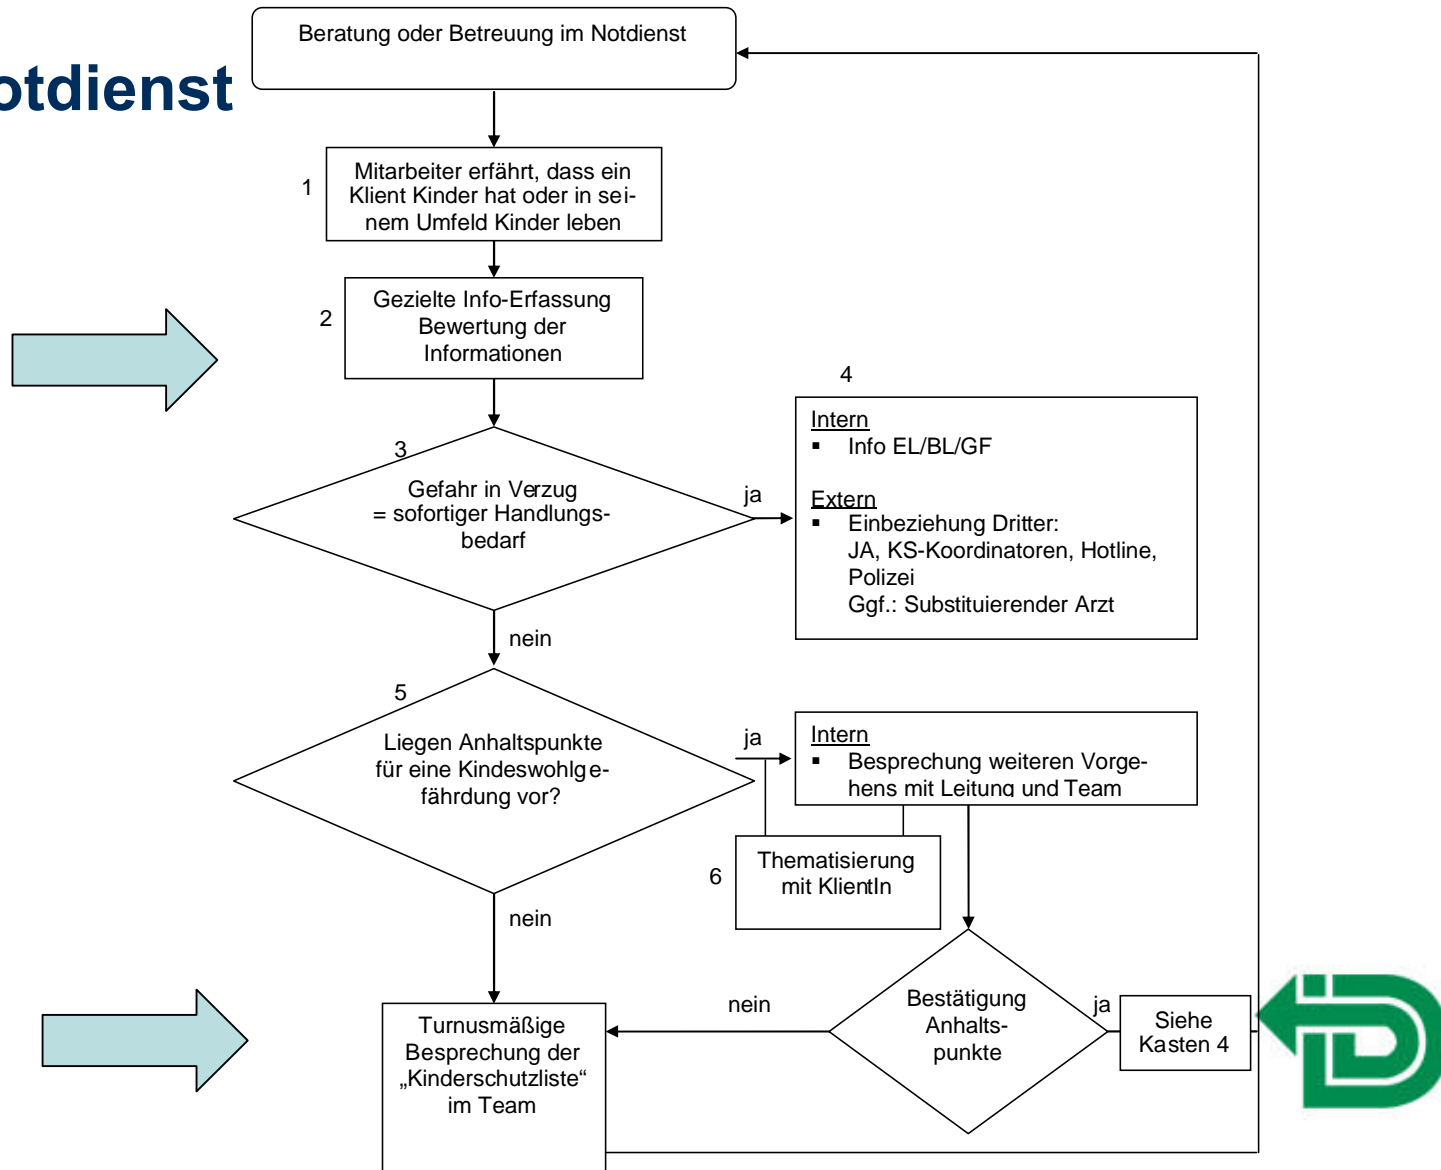 Beratung oder Betreuung im Notdienst
otdienst
1
Mitarbeiter erfährt, dass ein
Klient Kinder hat oder in sei-
nem Umfeld Kinder leben
2
Gezielte Info-Erfassung
Bewertung der
Informationen
3
Gefahr in Verzug
= sofortiger Handlungs-
bedarf
ja
4
Intern
▪ Info EL/BL/GF
Extern
▪ Einbeziehung Dritter:
JA, KS-Koordinatoren, Hotline,
Polizei
Ggf.: Substituierender Arzt
nein
5
Liegen Anhaltspunkte
für eine Kindeswohlge-
fährdung vor?
ja
Intern
▪ Besprechung weiteren Vorge-
hens mit Leitung und Team
6
Thematisierung
mit KlientIn
nein
Bestätigung
Anhalts-
punkte
nein
ja
Siehe
Kasten 4
Turnusmäßige
Besprechung der
„Kinderschutzliste“
im Team